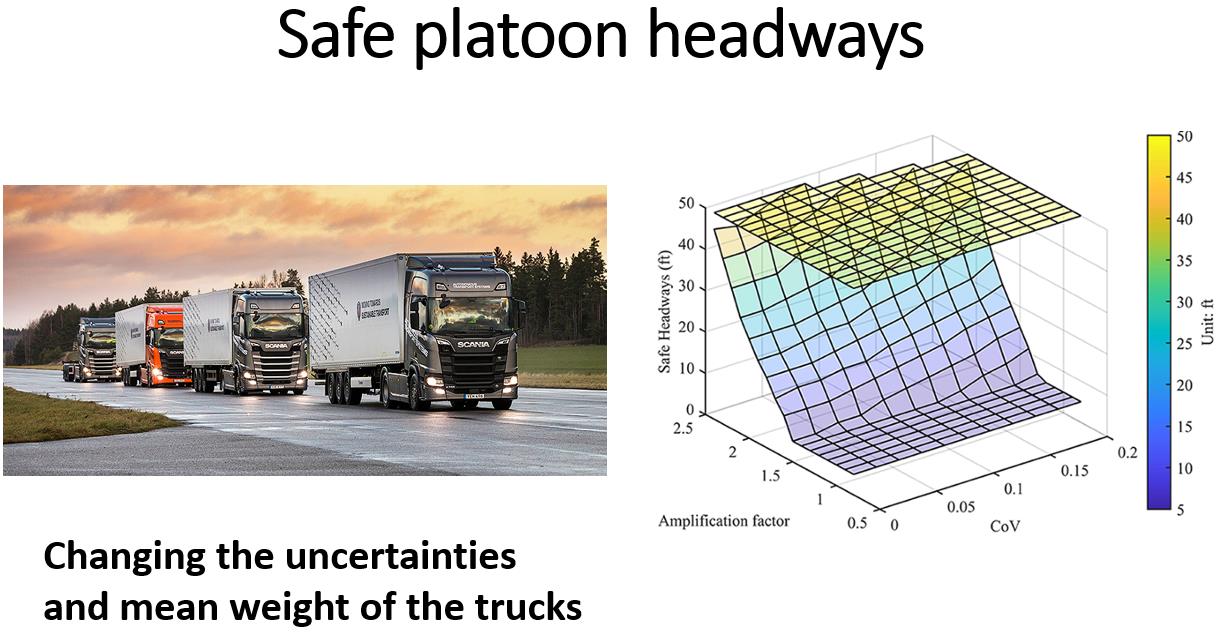 Safe platoon headways
SCANIA
SCANIA
SCANIA
Changing the uncertainties
and mean weight of the trucks
Safe Headways (ft)
50
40
30
20
10
0
2.5
2
1.5
1
0.5
Amplification factor
0
0.05
0.1
0.15
0.2
CoV
50
45
40
35
30
25
20
15
10
5
Unit: ft